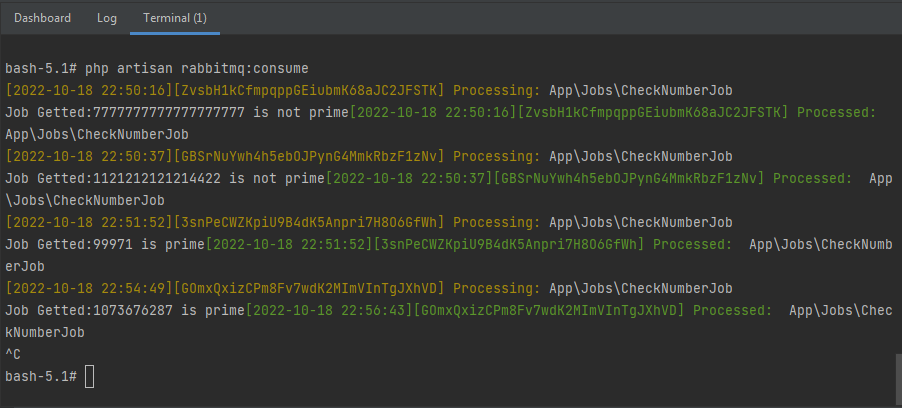 Dashboard Log Terminal (1)
bash-5.1# php artisan rabbitmq:consume
[2022-10-18 22:50:16][ZvsbH1kCfmpqppGEiubmK68aJC2JFSTK] Processing: App\Jobs\CheckNumberJob
Job Getted:7777777777777777777 is not prime[2022-10-18 22:50:16][ZvsbH1kCfmpqppGEiubmK68aJC2JFSTK] Processed:
App\Jobs\CheckNumberJob
[2022-10-18 22:50:37][GBSrNuYwh4h5ebOJPynG4MmkRbzF1zNv] Processing: App\Jobs\CheckNumberJob
Job Getted:1121212121214422 is not prime[2022-10-18 22:50:37][GBSrNuYwh4h5ebOJPynG4MmkRbzF1zNv] Processed:  App
\Jobs\CheckNumberJob
[2022-10-18 22:51:52][3snPeCWZKpiU9B4dK5Anpri7H8O6GfWh] Processing: App\Jobs\CheckNumberJob
Job Getted:99971 is prime[2022-10-18 22:51:52][3snPeCWZKpiU9B4dK5Anpri7H8O6GfWh] Processed:  App\Jobs\CheckNumb
erJob
[2022-10-18 22:54:49][GOmxQxizCPm8Fv7wdK2MImVInTgJXhVD] Processing: App\Jobs\CheckNumberJob
Job Getted:1073676287 is prime[2022-10-18 22:56:43][GOmxQxizCPm8Fv7wdK2MImVInTgJXhVD] Processed:  App\Jobs\Chec
kNumberJob
^C
bash-5.1#